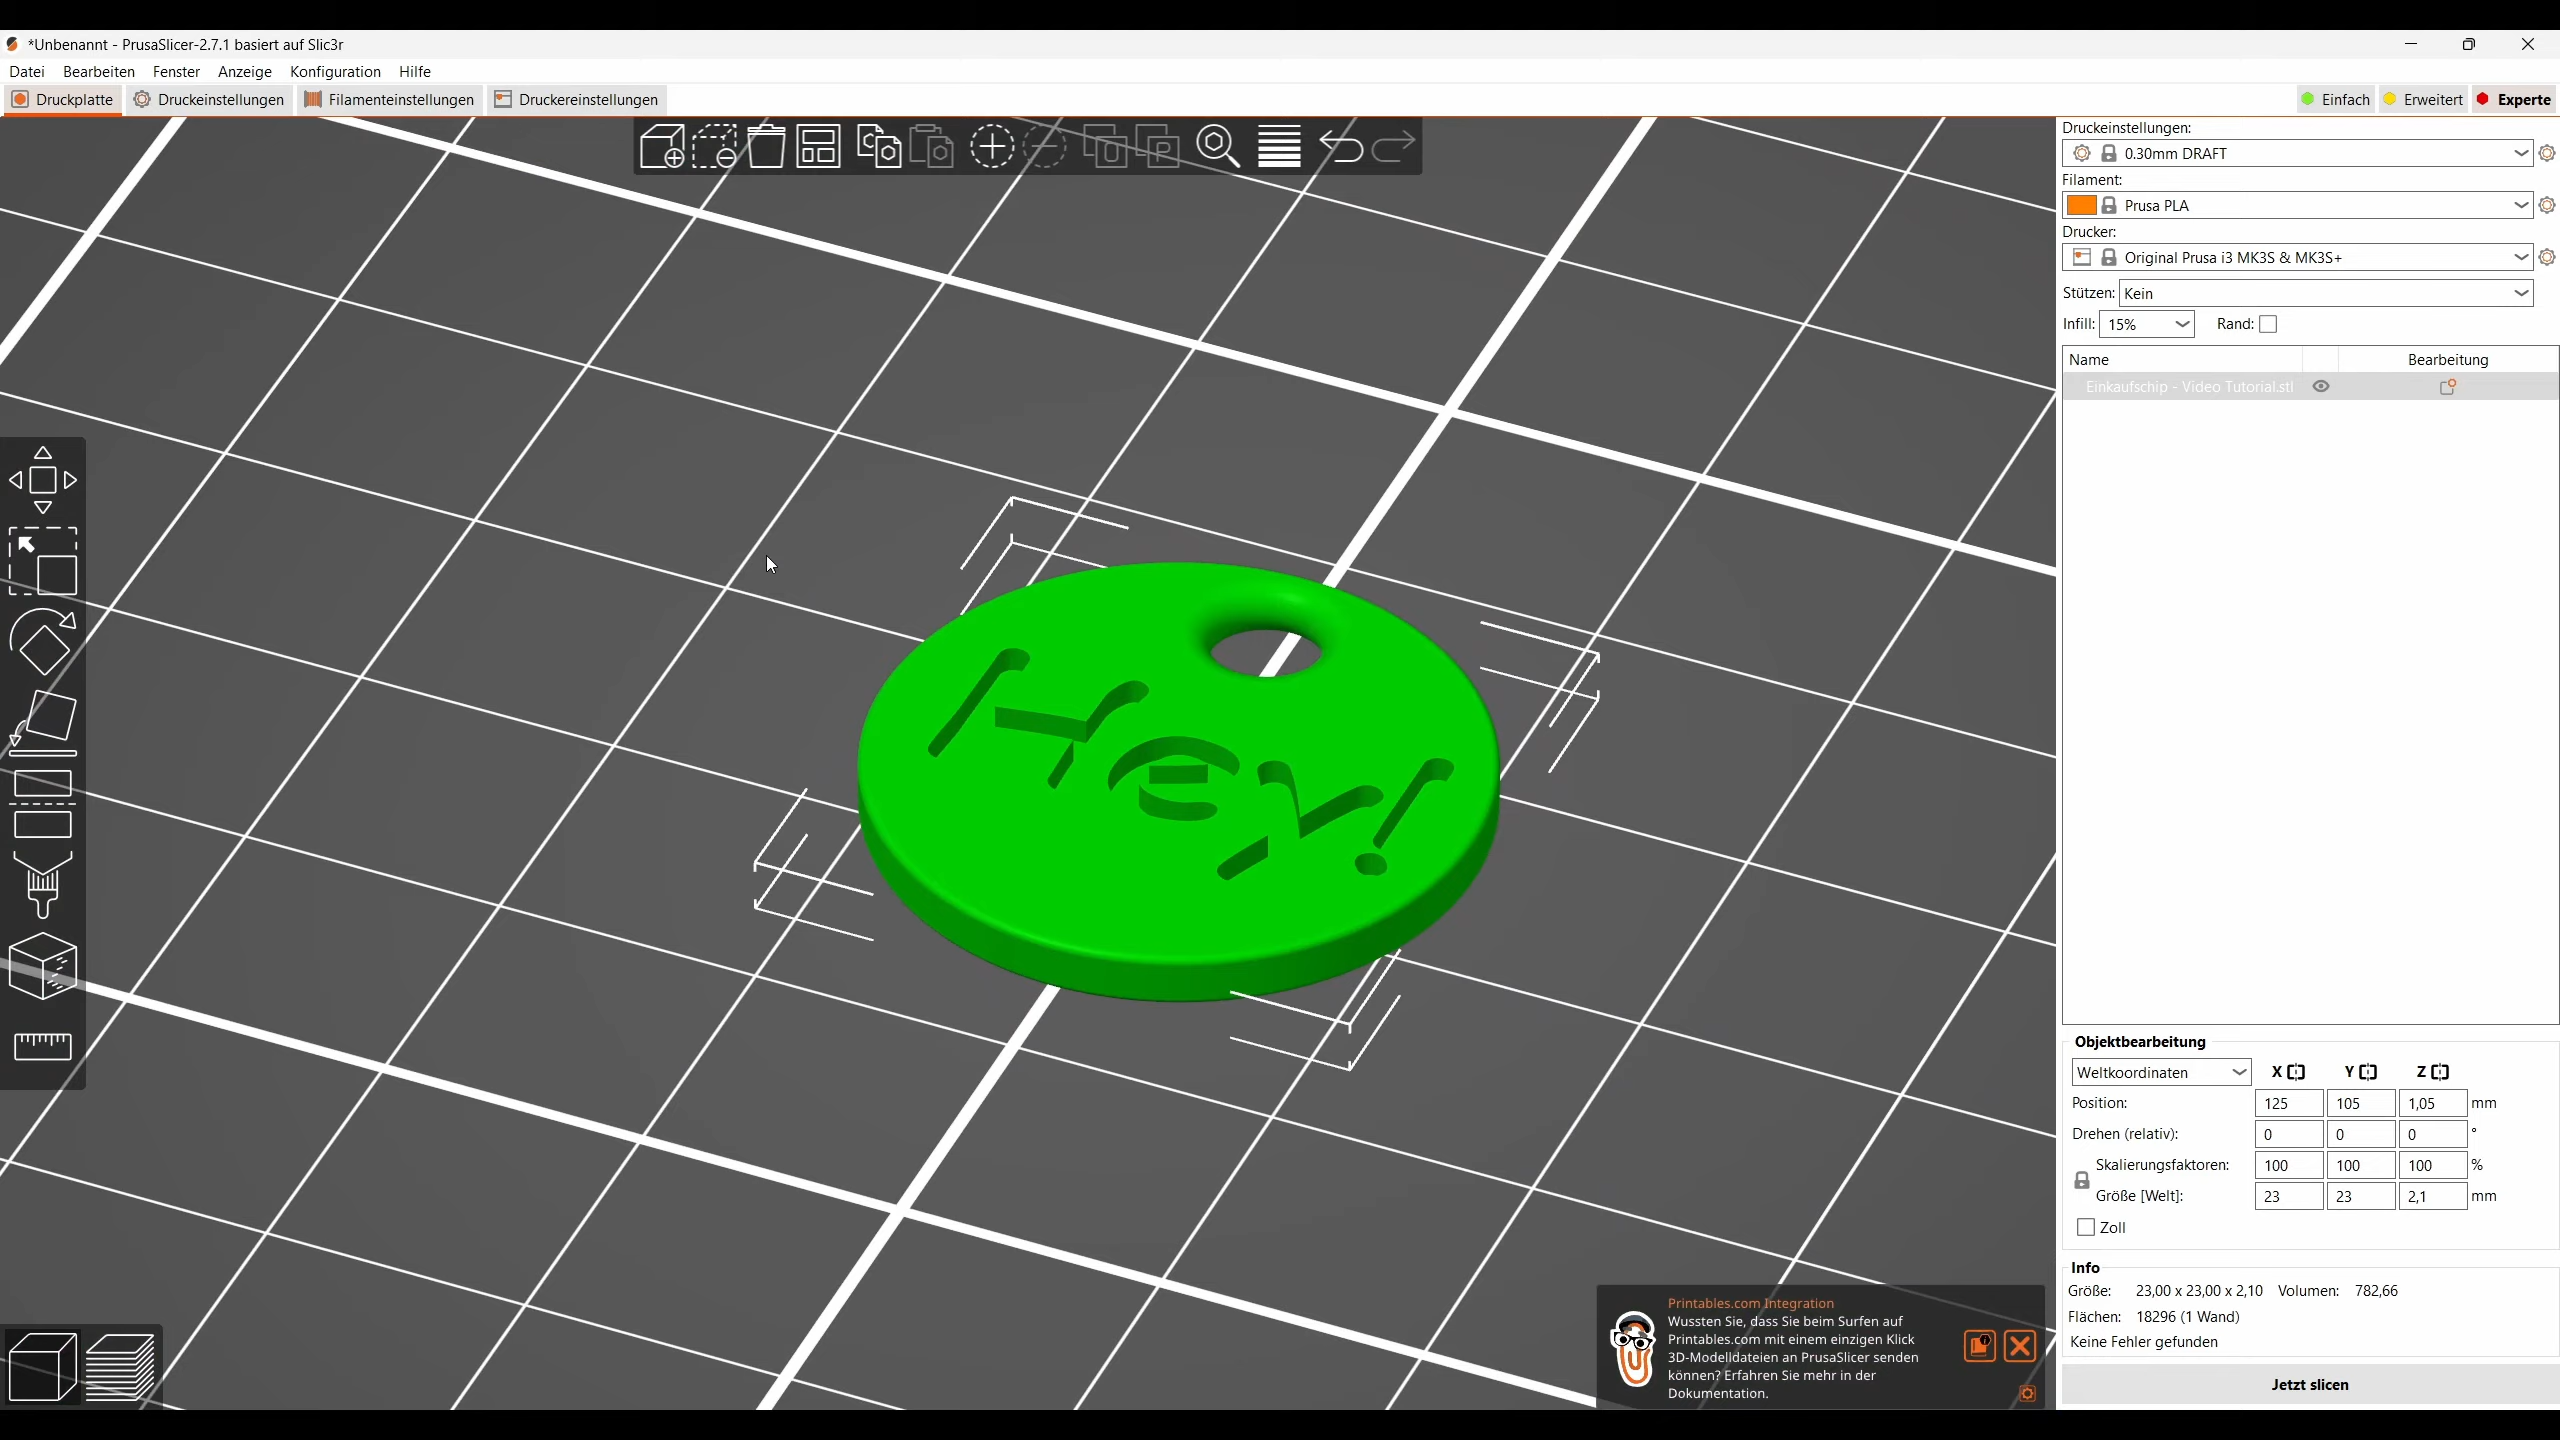 *Unbenannt - PrusaSlicer-2.7.1 basiert auf Slic3r
Datei Bearbeiten Fenster Anzeige Konfiguration Hilfe
Druckplatte Druckeinstellungen Filamenteinstellungen Druckereinstellungen Einfach Erweitert Experte
Druckeinstellungen:
0.30mm DRAFT
Filament:
Prusa PLA
Drucker:
Original Prusa i3 MK3S & MK3S+
Stützen: Kein
Infill: 15% Rand:
Name Bearbeitung
Einkaufschip - Video Tutorial.stl
Hey!
Objektbearbeitung
Weltkoordinaten X Y Z
Position: 125 105 1,05 mm
Drehen (relativ): 0 0 0 °
Skalierungsfaktoren: 100 100 100 %
Größe [Welt]: 23 23 2,1 mm
Zoll
Info
Größe: 23,00 x 23,00 x 2,10 Volumen: 782,66
Flächen: 18296 (1 Wand)
Keine Fehler gefunden
Jetzt slicen
Printables.com Integration
Wussten Sie, dass Sie beim Surfen auf
Printables.com mit einem einzigen Klick
3D-Modelldateien an PrusaSlicer senden
können? Erfahren Sie mehr in der
Dokumentation.